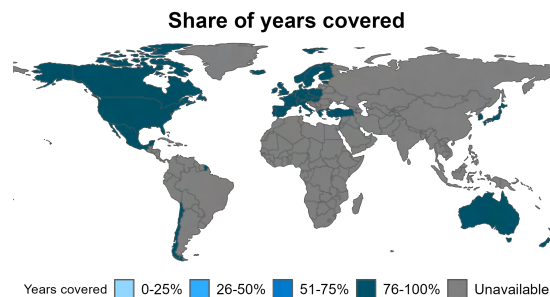 Share of years covered
Years covered 0-25% 26-50% 51-75% 76-100% Unavailable